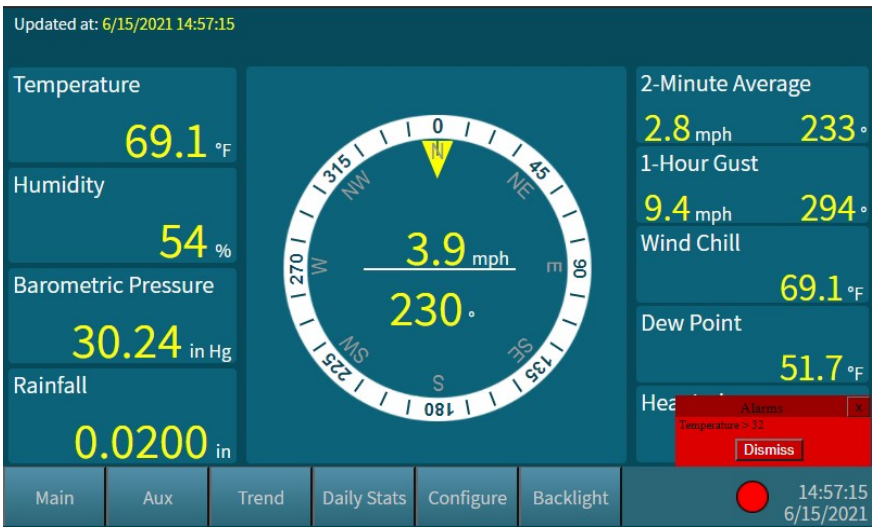 Updated at: 6/15/2021 14:57:15
Temperature
69.1 °F
Humidity
54 %
Barometric Pressure
30.24 in Hg
Rainfall
0.0200 in
0
45
90
135
180
225
270
315
N
NE
E
SE
S
SW
W
NW
3.9 mph
230 °
2-Minute Average
2.8 mph 233 °
1-Hour Gust
9.4 mph 294 °
Wind Chill
69.1 °F
Dew Point
51.7 °F
Alarms x
Temperature > 32
Dismiss
Main Aux Trend Daily Stats Configure Backlight
14:57:15
6/15/2021